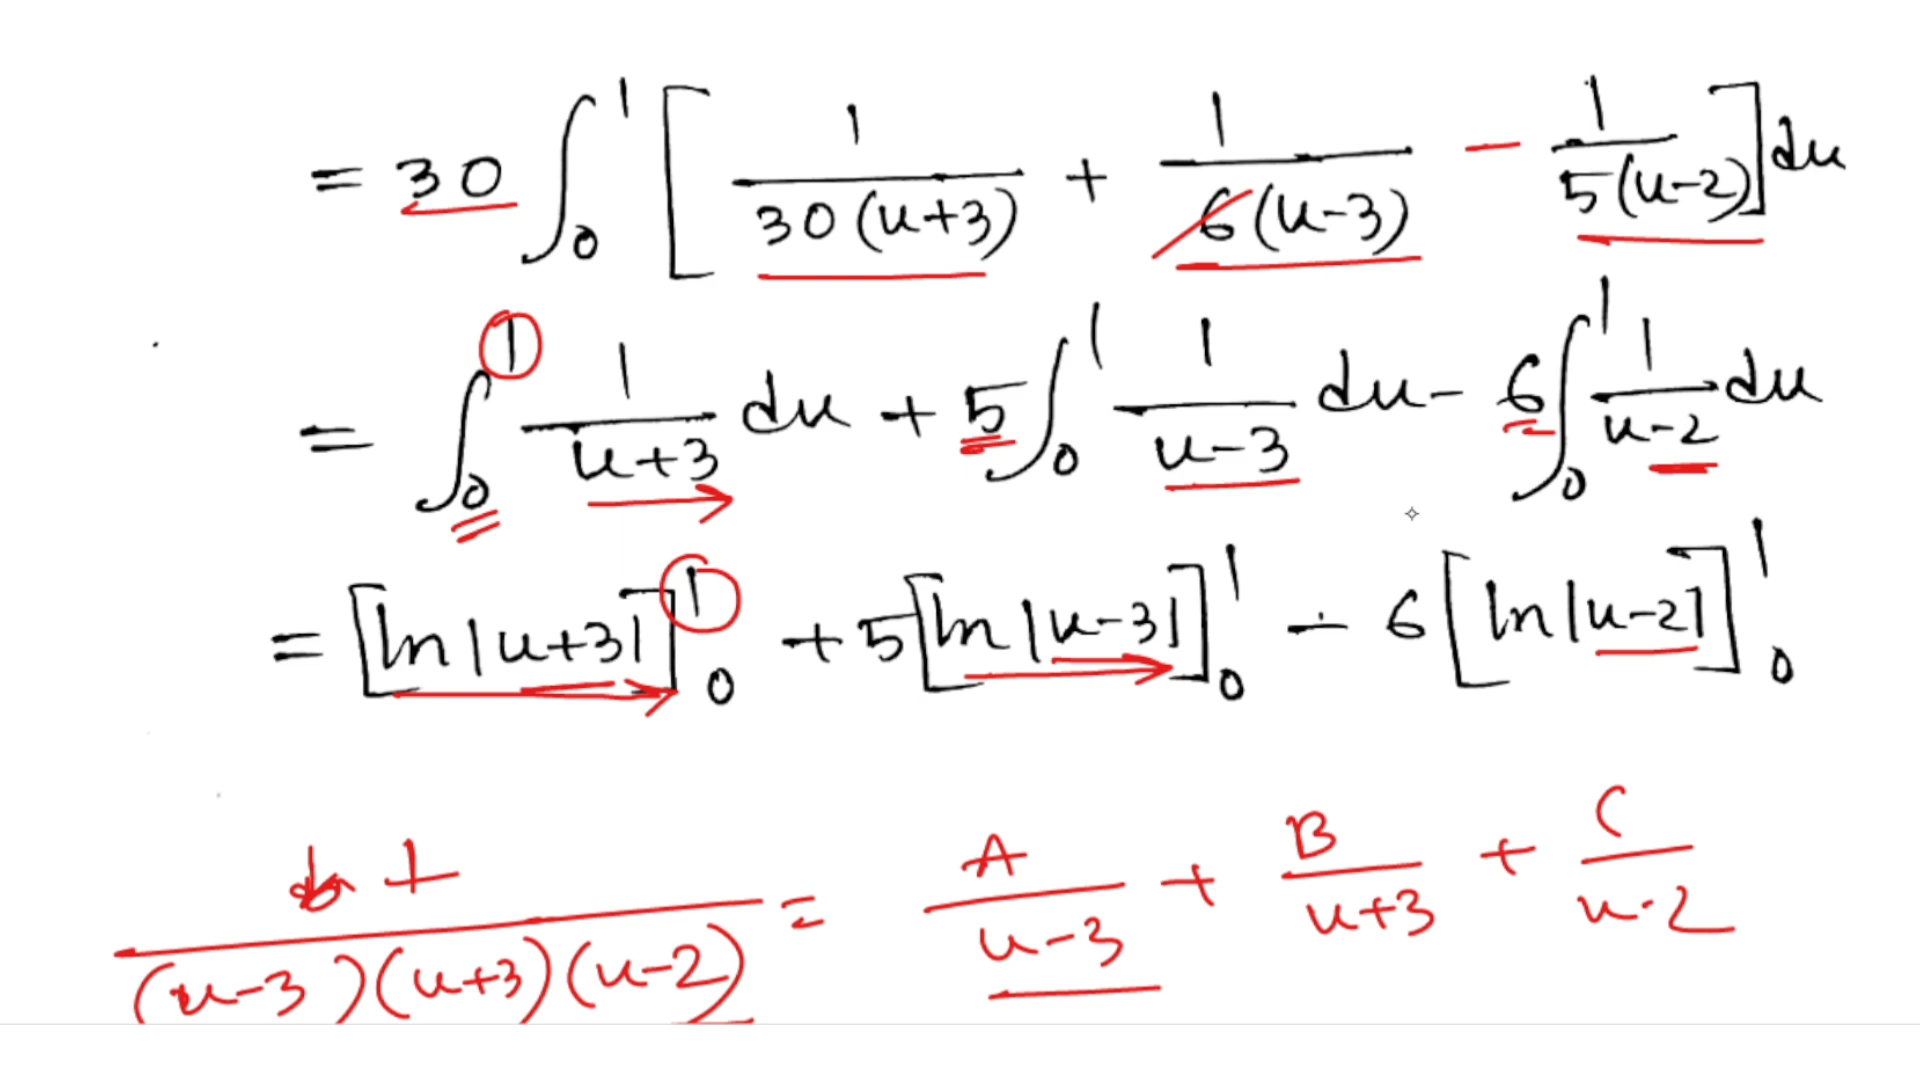 = 30 ∫₀¹ [ 1/(30(u+3)) + 1/(6(u-3)) - 1/(5(u-2)) ] du
= ∫₀¹ 1/(u+3) du + 5 ∫₀¹ 1/(u-3) du - 6 ∫₀¹ 1/(u-2) du
= [ln|u+3|]₀¹ + 5 [ln|u-3|]₀¹ - 6 [ln|u-2|]₀¹
1/((u-3)(u+3)(u-2)) = A/(u-3) + B/(u+3) + C/(u-2)